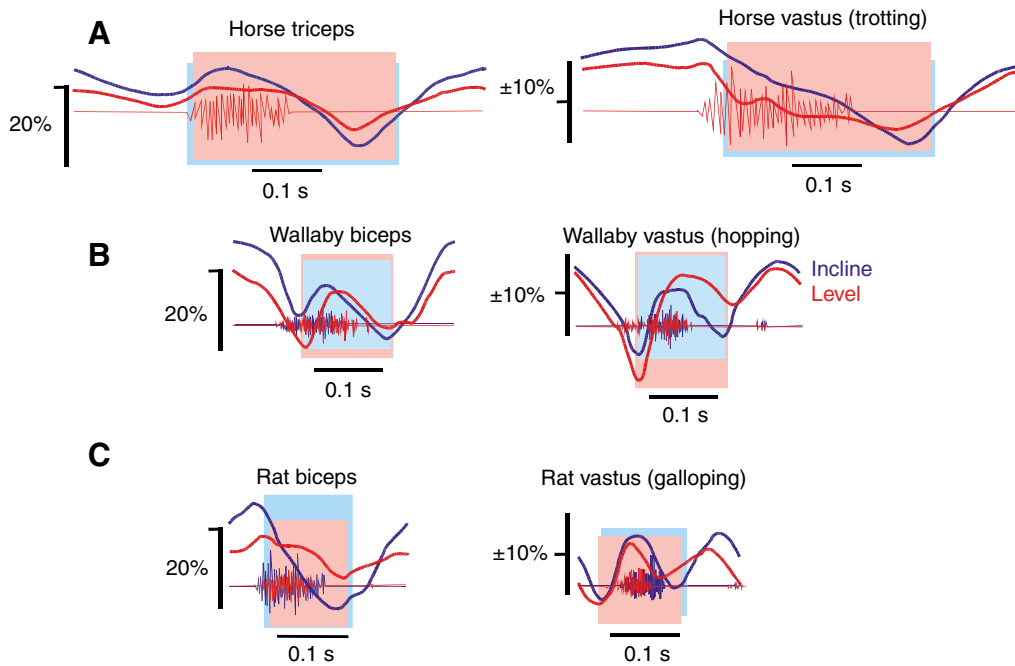 A
Horse triceps
Horse vastus (trotting)
20%
±10%
0.1 s
0.1 s
B
Wallaby biceps
Wallaby vastus (hopping)
Incline
Level
20%
±10%
0.1 s
0.1 s
C
Rat biceps
Rat vastus (galloping)
20%
±10%
0.1 s
0.1 s